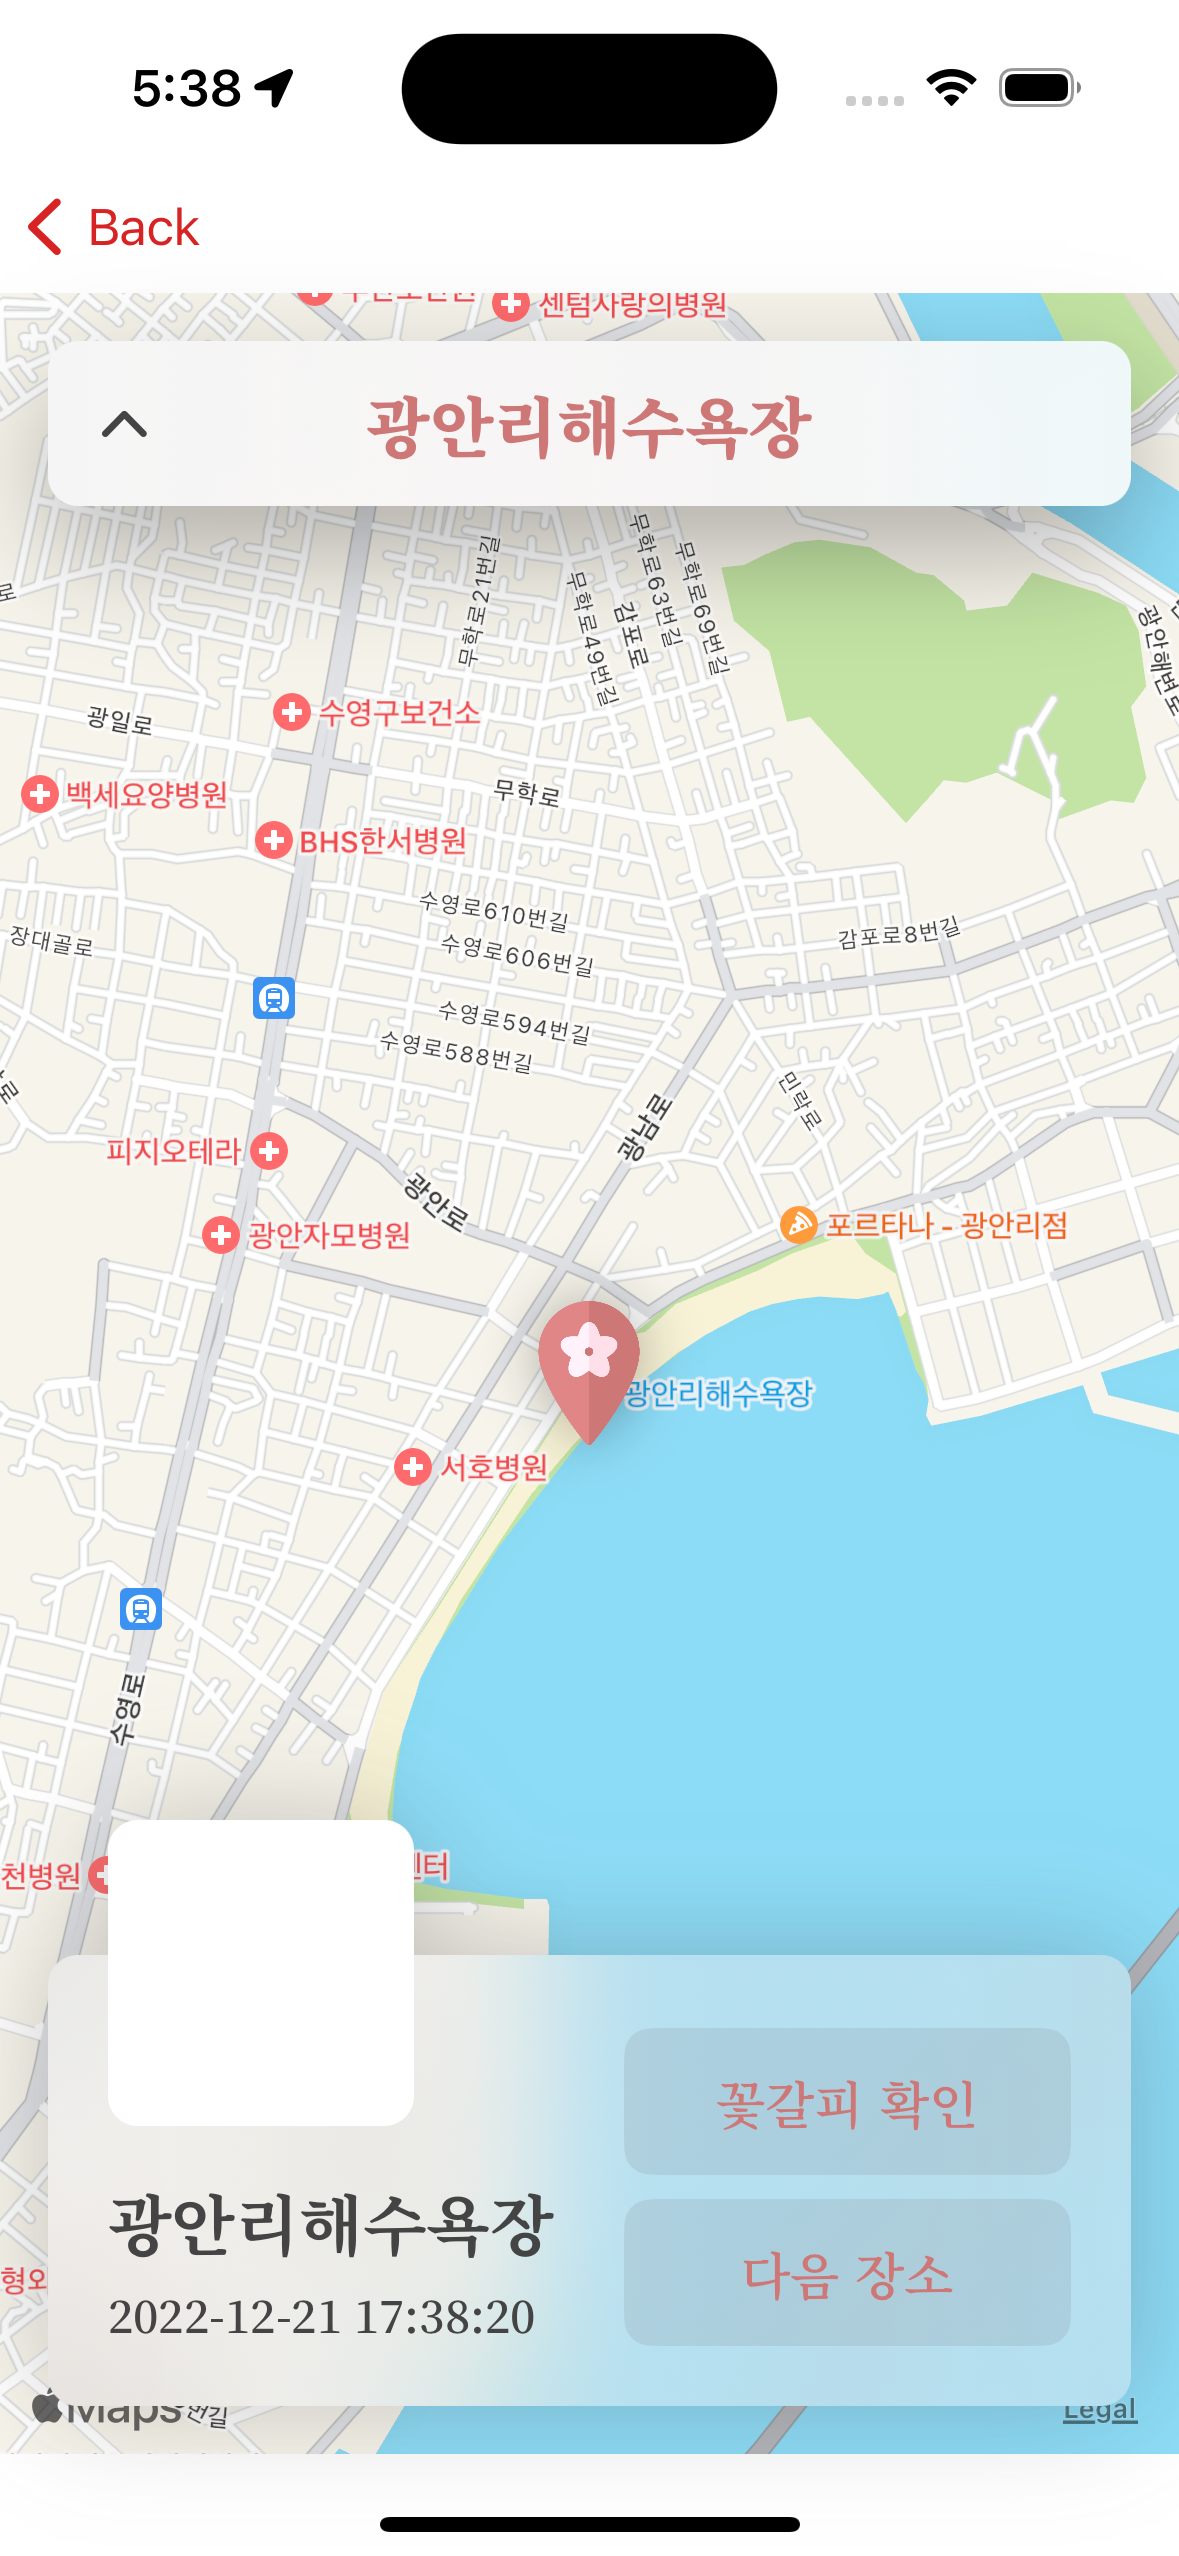 5:38
Back
센텀사랑의병원
광안리해수욕장
무학로21번길
무학로49번길
감포로
무학로63번길
무학로69번길
광안해변로
광일로
수영구보건소
백세요양병원
무학로
BHS한서병원
수영로610번길
장대골로
수영로606번길
감포로8번길
수영로594번길
수영로588번길
민락로
광남로
피지오테라
광안로
광안자모병원
포르타나 - 광안리점
광안리해수욕장
서호병원
수영로
천병원
센터
꽃갈피 확인
광안리해수욕장
다음 장소
2022-12-21 17:38:20
Maps
Legal